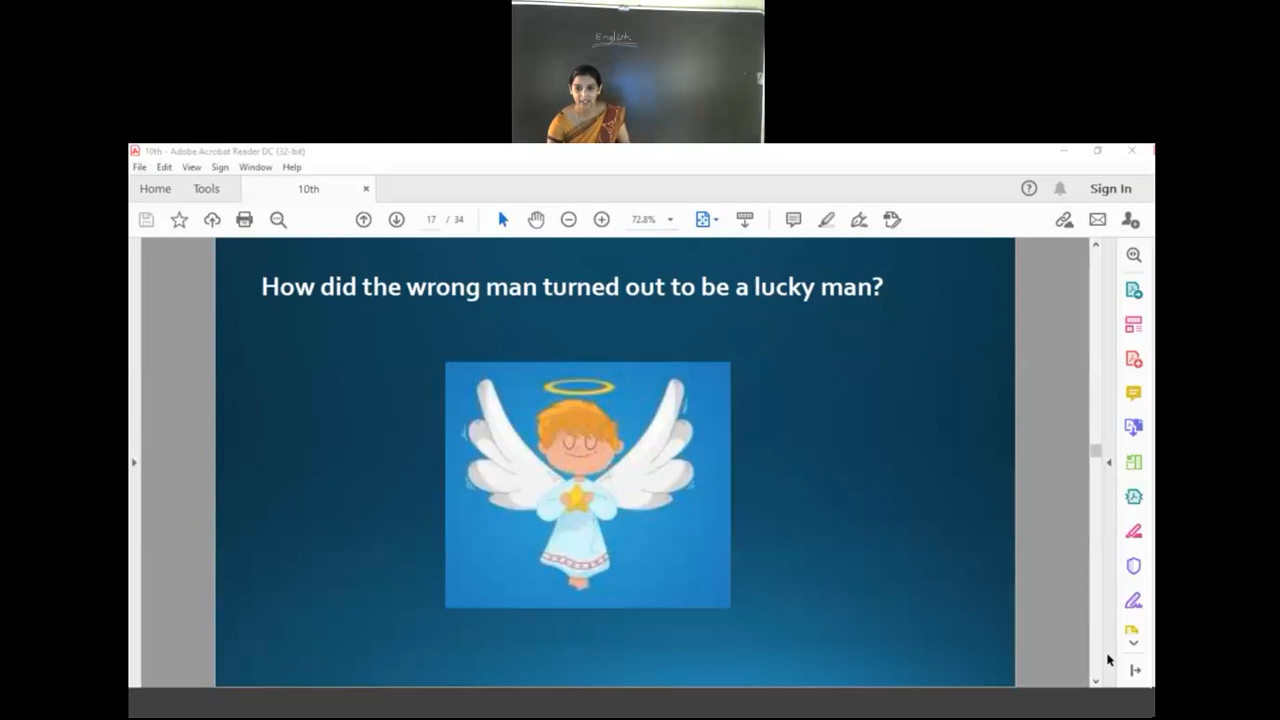 English
10th - Adobe Acrobat Reader DC (32-bit)
File Edit View Sign Window Help
Home Tools 10th × Sign In
17 / 34 72.8%
How did the wrong man turned out to be a lucky man?